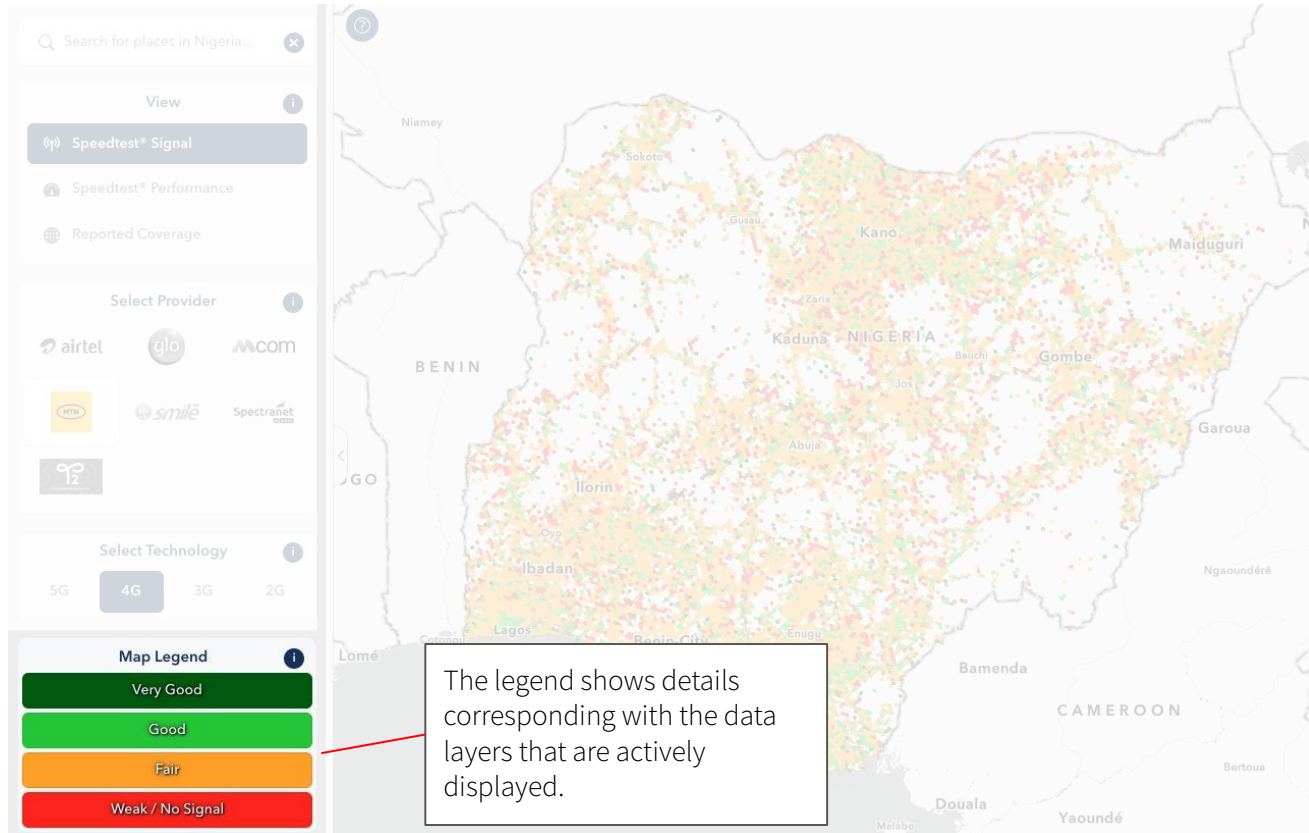 Search for places in Nigeria...
View
Speedtest® Signal
Speedtest® Performance
Reported Coverage
Select Provider
airtel
glo
com
MTN
smile
Spectranet
Select Technology
5G
4G
3G
2G
Map Legend
Very Good
Good
Fair
Weak / No Signal
Niamey
Sokoto
Gusau
Kano
Maiduguri
Zaria
Kaduna
NIGERIA
BENIN
Bauchi
Gombe
Jos
Garoua
Abuja
GO
Ilorin
Oyo
Ibadan
Ngaoundéré
Lagos
Cotonou
Benin City
Enugu
Lomé
Bamenda
CAMEROON
Bertoua
Douala
Malabo
Yaoundé
The legend shows details
corresponding with the data
layers that are actively
displayed.